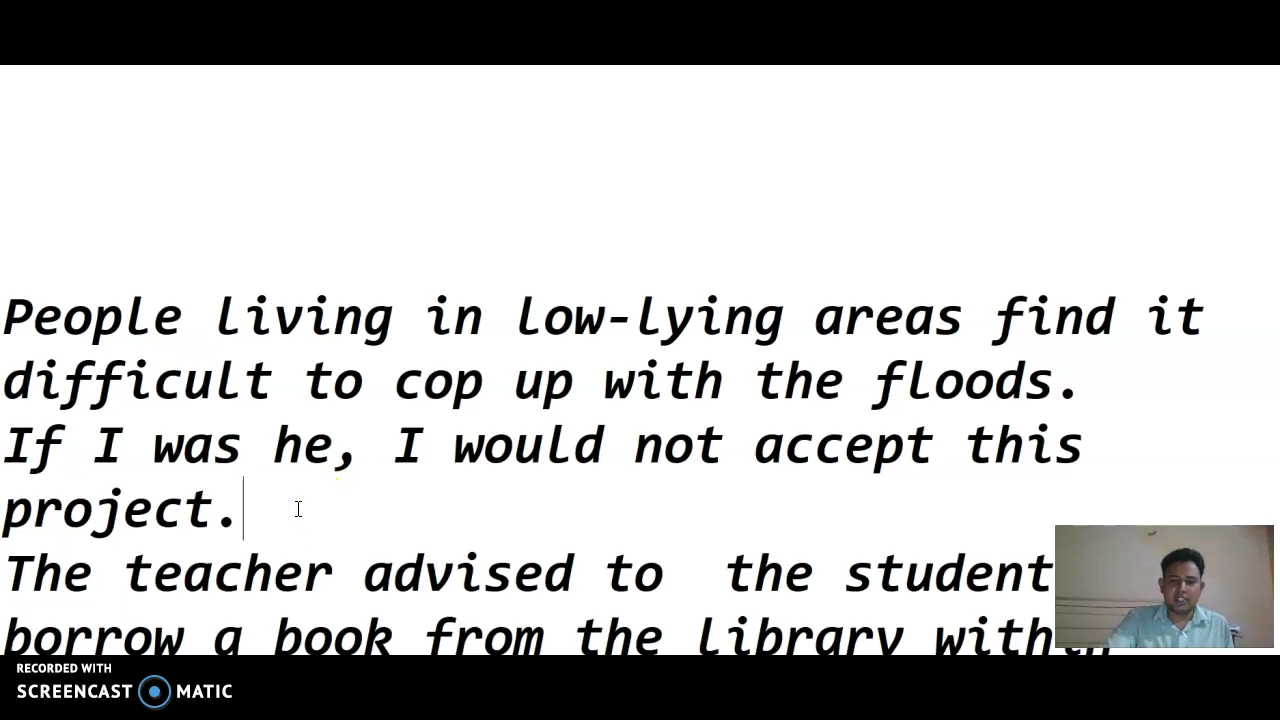 People living in low-lying areas find it
difficult to cop up with the floods.
If I was he, I would not accept this
project.
The teacher advised to the student
borrow a book from the library within
RECORDED WITH
SCREENCAST MATIC